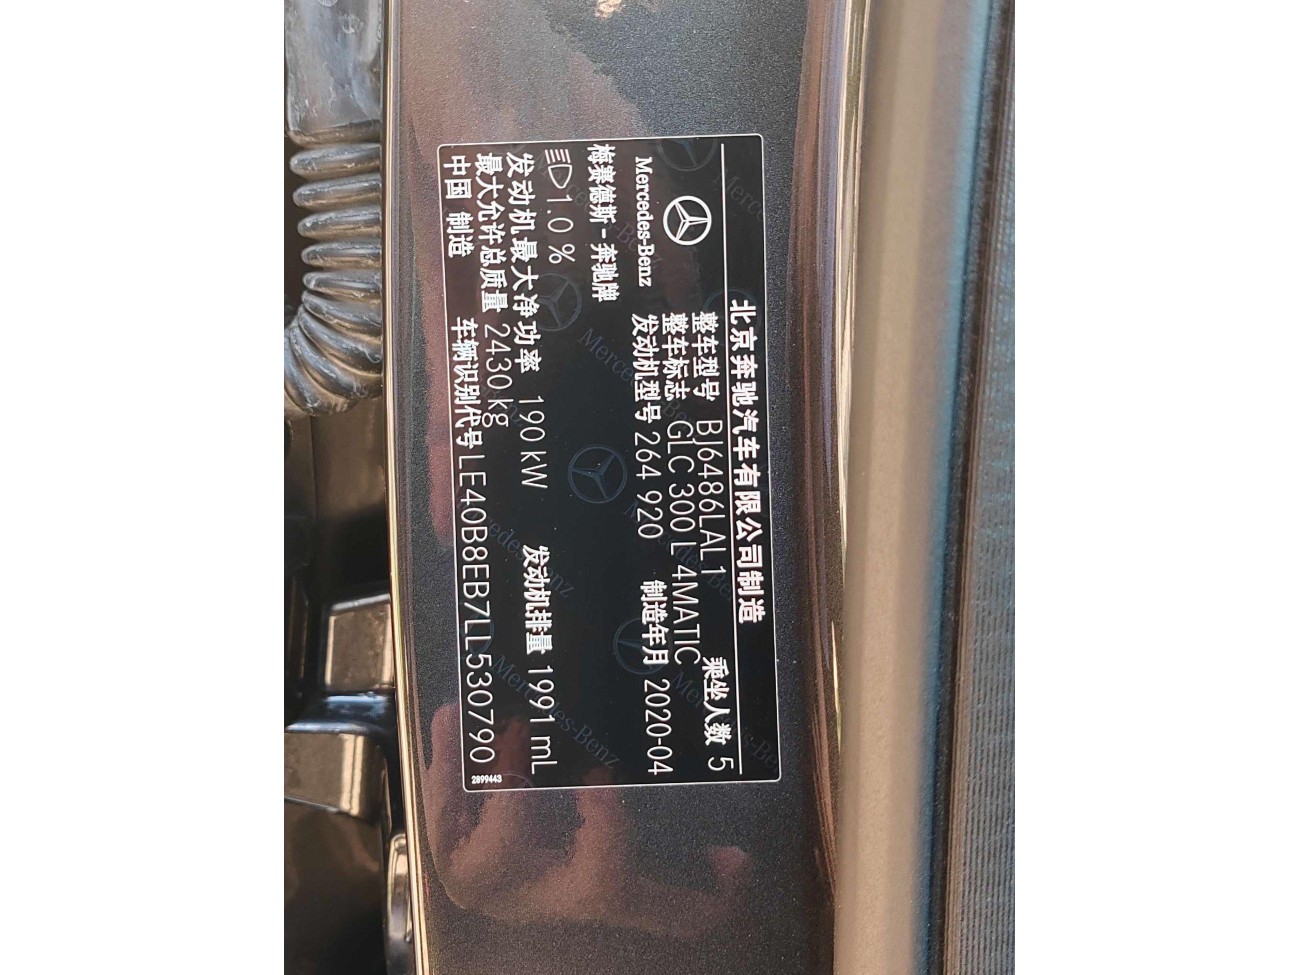 北京奔驰汽车有限公司制造
Mercedes-Benz
梅赛德斯-奔驰牌
整车型号 BJ6486LAL1 乘坐人数 5
整车标志 GLC 300 L 4MATIC
发动机型号 264 920 制造年月 2020-04
1.0 %
发动机最大净功率 190 kW 发动机排量 1991 mL
最大允许总质量 2430 kg
中国 制造 车辆识别代号 LE40B8EB7LL530790
2899443